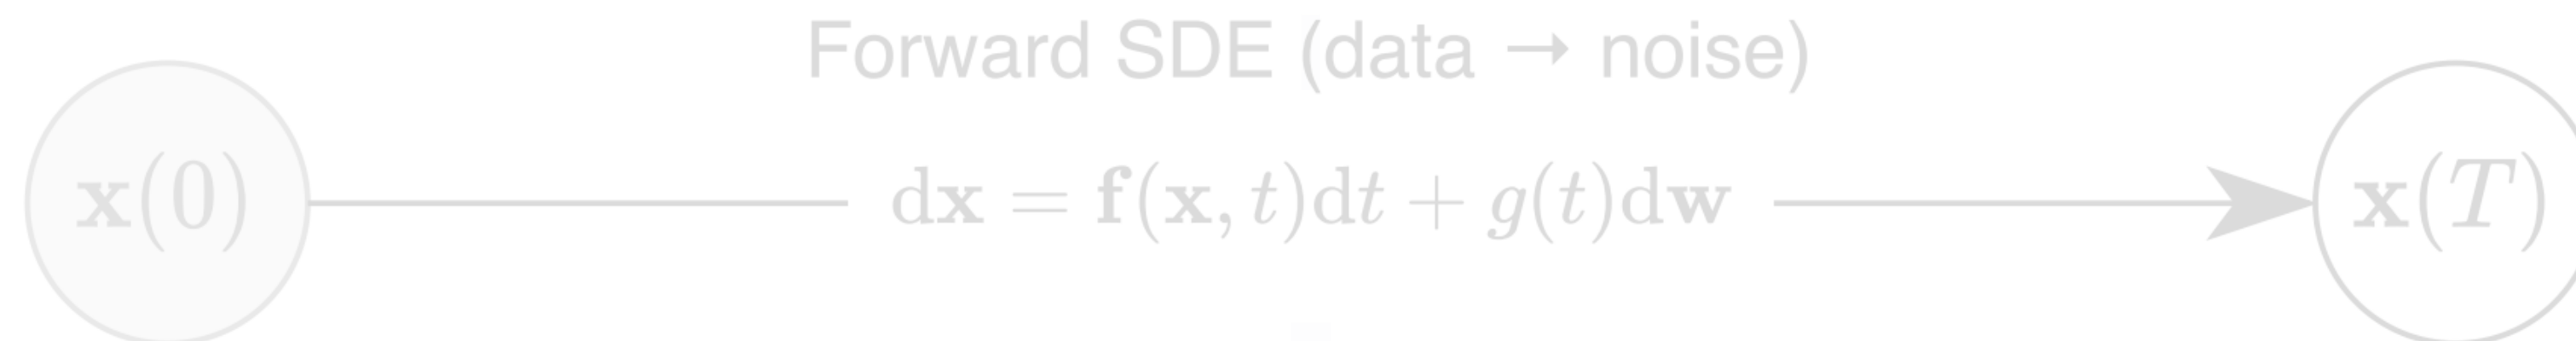 Forward SDE (data → noise)
x(0) dx = f(x, t)dt + g(t)dw x(T)